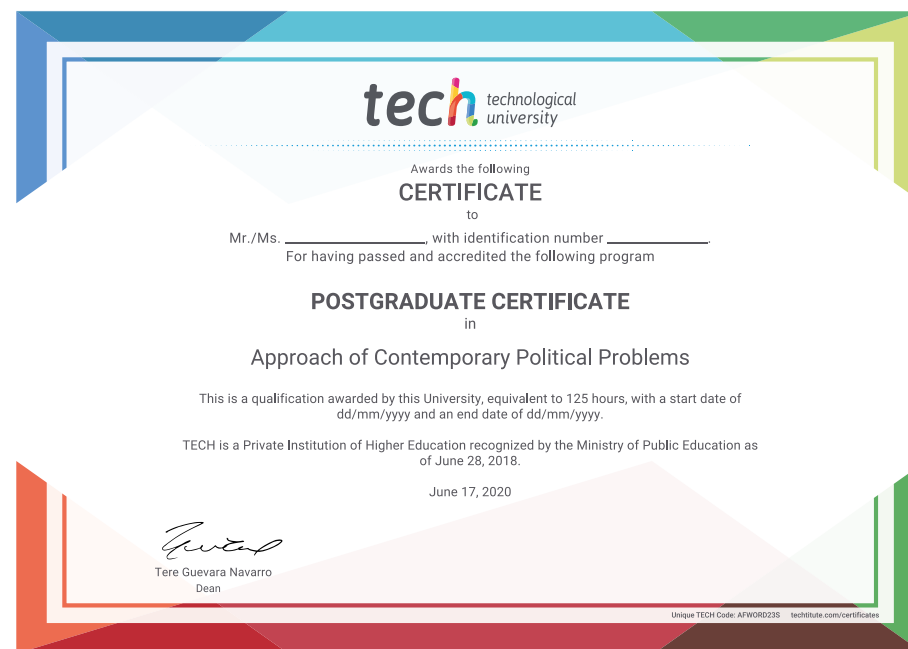 tech technological
university
Awards the following
CERTIFICATE
to
Mr./Ms. ____________________, with identification number ______________.
For having passed and accredited the following program
POSTGRADUATE CERTIFICATE
in
Approach of Contemporary Political Problems
This is a qualification awarded by this University, equivalent to 125 hours, with a start date of
dd/mm/yyyy and an end date of dd/mm/yyyy.
TECH is a Private Institution of Higher Education recognized by the Ministry of Public Education as
of June 28, 2018.
June 17, 2020
Tere Guevara Navarro
Dean
Unique TECH Code: AFWORD23S techtitute.com/certificates